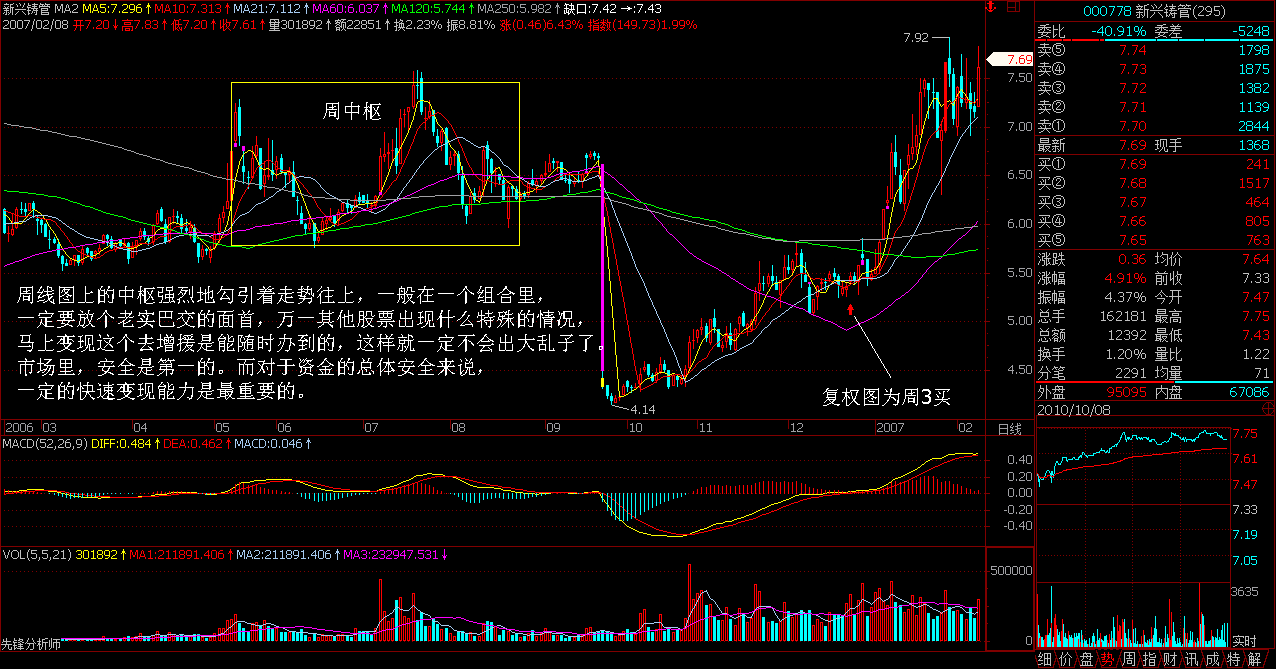 新兴铸管 MA2 MA5:7.296↑ MA10:7.313↓ MA21:7.112↑ MA60:6.037↑ MA120:5.744↑ MA250:5.982↑ 缺口:7.42 →:7.43
2007/02/08 开7.20↓高7.83↑低7.20↑收7.61↑量301892↑额22851↑换2.23% 振8.81% 涨(0.46)6.43% 指数(149.73)1.99%
7.92
7.69
7.50
周中枢
7.00
6.50
6.00
5.50
周线图上的中枢强烈地勾引着走势往上，一般在一个组合里，
一定要放个老实巴交的面首，万一其他股票出现什么特殊的情况，
5.00
马上变现这个去增援是能随时办到的，这样就一定不会出大乱子了。
市场里，安全是第一的。而对于资金的总体安全来说，
4.50
一定的快速变现能力是最重要的。
复权图为周3买
4.14
2006 03 04 05 06 07 08 09 10 11 12 2007 02 日线
MACD(52,26,9) DIFF:0.484↑ DEA:0.462↑ MACD:0.046↑
0.40
0.20
0.00
-0.20
-0.40
VOL(5,5,21) 301892↑ MA1:211891.406↑ MA2:211891.406↑ MA3:232947.531↓
500000
0
先锋分析师
000778 新兴铸管(295)
委比 -40.91% 委差 -5248
卖⑤ 7.74 1798
卖④ 7.73 1875
卖③ 7.72 1382
卖② 7.71 1139
卖① 7.70 2844
最新 7.69 现手 1368
买① 7.69 241
买② 7.68 1517
买③ 7.67 464
买④ 7.66 805
买⑤ 7.65 763
涨跌 0.36 均价 7.64
涨幅 4.91% 前收 7.33
振幅 4.37% 今开 7.47
总手 162181 最高 7.75
总额 12392 最低 7.43
换手 1.20% 量比 1.22
分笔 2291 均量 71
外盘 95095 内盘 67086
2010/10/08
7.75
7.61
7.47
7.33
7.19
7.05
3635
实时
细 价 盘 势 周 指 财 讯 成 特 解